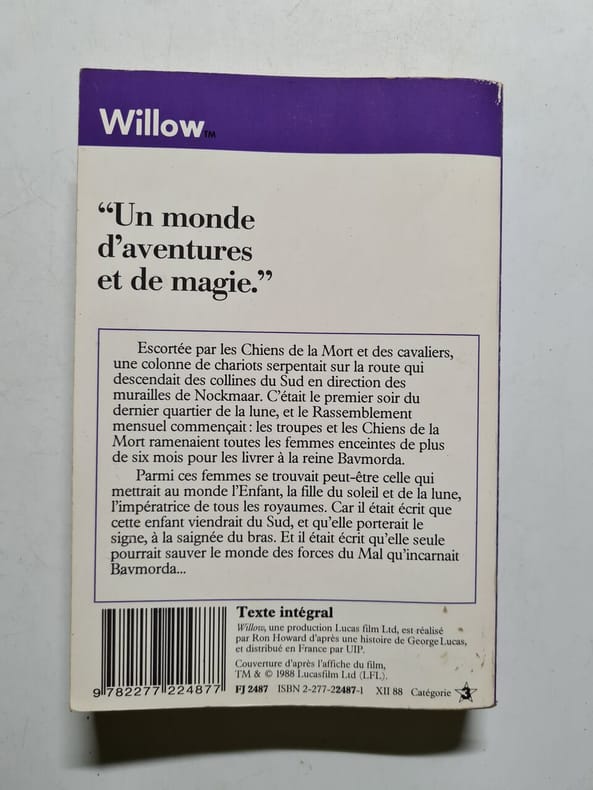 Willow™
“Un monde
d’aventures
et de magie.”
Escortée par les Chiens de la Mort et des cavaliers,
une colonne de chariots serpentait sur la route qui
descendait des collines du Sud en direction des
murailles de Nockmaar. C’était le premier soir du
dernier quartier de la lune, et le Rassemblement
mensuel commençait : les troupes et les Chiens de la
Mort ramenaient toutes les femmes enceintes de plus
de six mois pour les livrer à la reine Bavmorda.
Parmi ces femmes se trouvait peut-être celle qui
mettrait au monde l’Enfant, la fille du soleil et de la lune,
l’impératrice de tous les royaumes. Car il était écrit que
cette enfant viendrait du Sud, et qu’elle porterait le
signe, à la saignée du bras. Et il était écrit qu’elle seule
pourrait sauver le monde des forces du Mal qu’incarnait
Bavmorda...
Texte intégral
Willow, une production Lucas film Ltd, est réalisé
par Ron Howard d’après une histoire de George Lucas,
et distribué en France par UIP.
Couverture d’après l’affiche du film,
TM & © 1988 Lucasfilm Ltd (LFL).
9 782277 224877
FJ 2487 ISBN 2-277-22487-1 XII 88 Catégorie 3